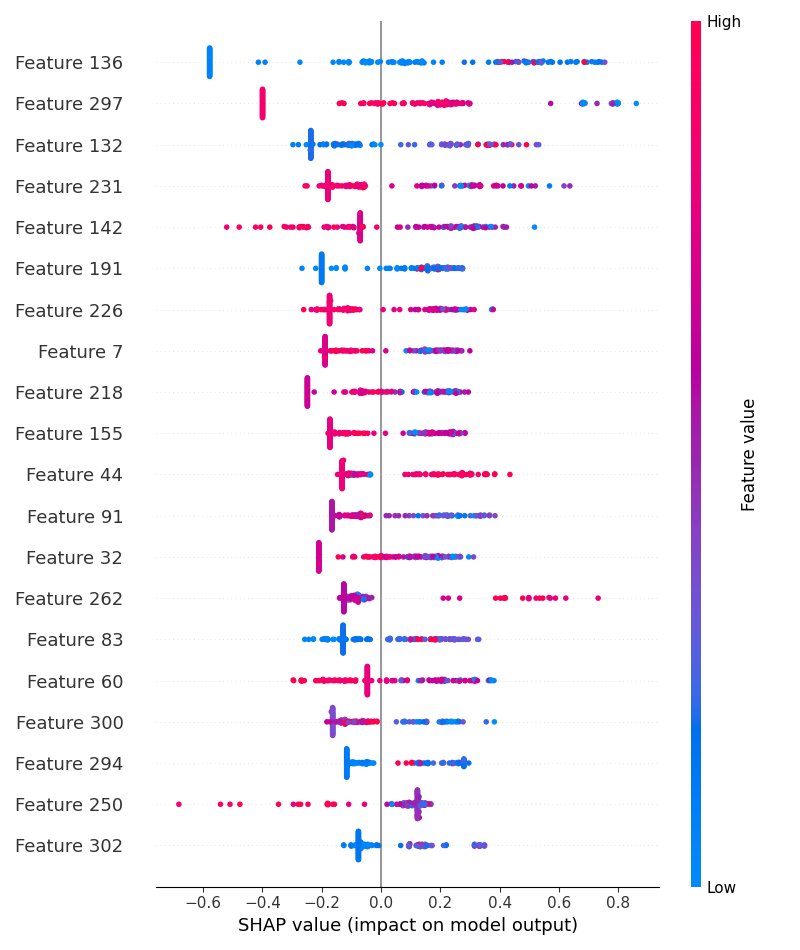 High
Feature 136
Feature 297
Feature 132
Feature 231
Feature 142
Feature 191
Feature 226
Feature 7
Feature 218
Feature 155
Feature 44
Feature 91
Feature 32
Feature 262
Feature 83
Feature 60
Feature 300
Feature 294
Feature 250
Feature 302
Feature value
Low
−0.6 −0.4 −0.2 0.0 0.2 0.4 0.6 0.8
SHAP value (impact on model output)